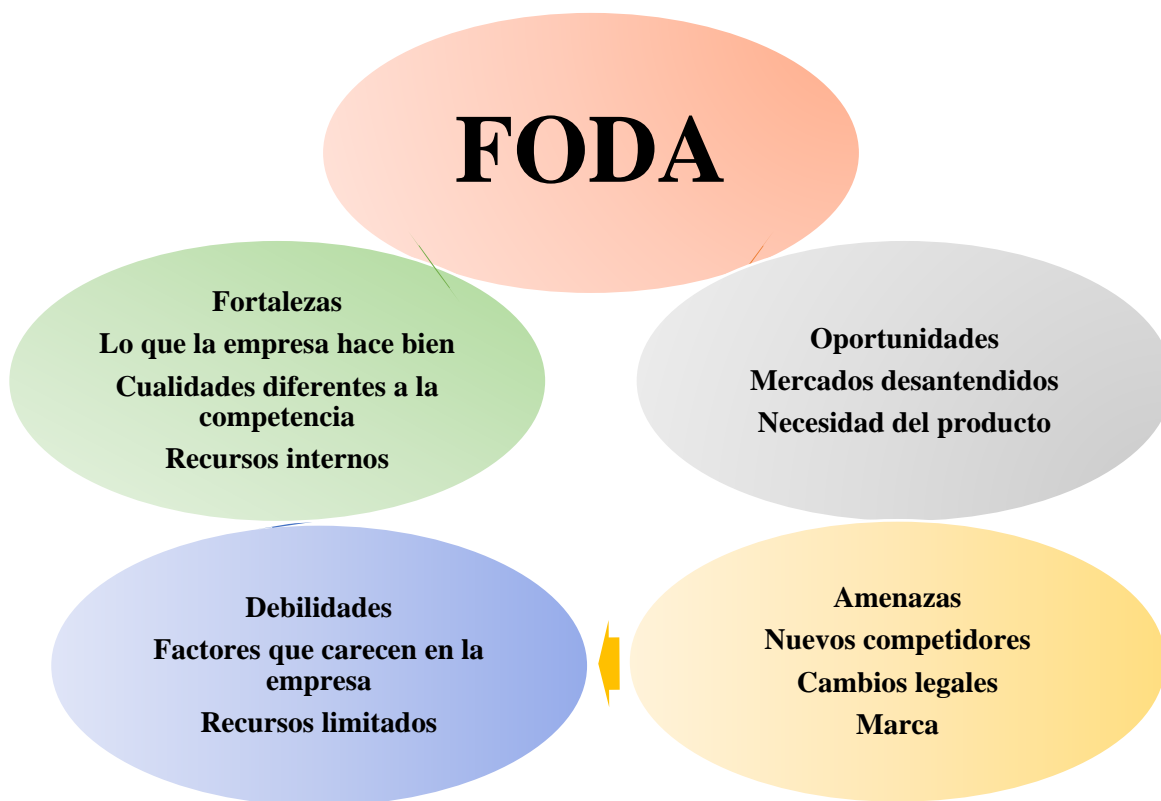 FODA
Fortalezas
Lo que la empresa hace bien
Cualidades diferentes a la
competencia
Recursos internos
Oportunidades
Mercados desantendidos
Necesidad del producto
Debilidades
Factores que carecen en la
empresa
Recursos limitados
Amenazas
Nuevos competidores
Cambios legales
Marca